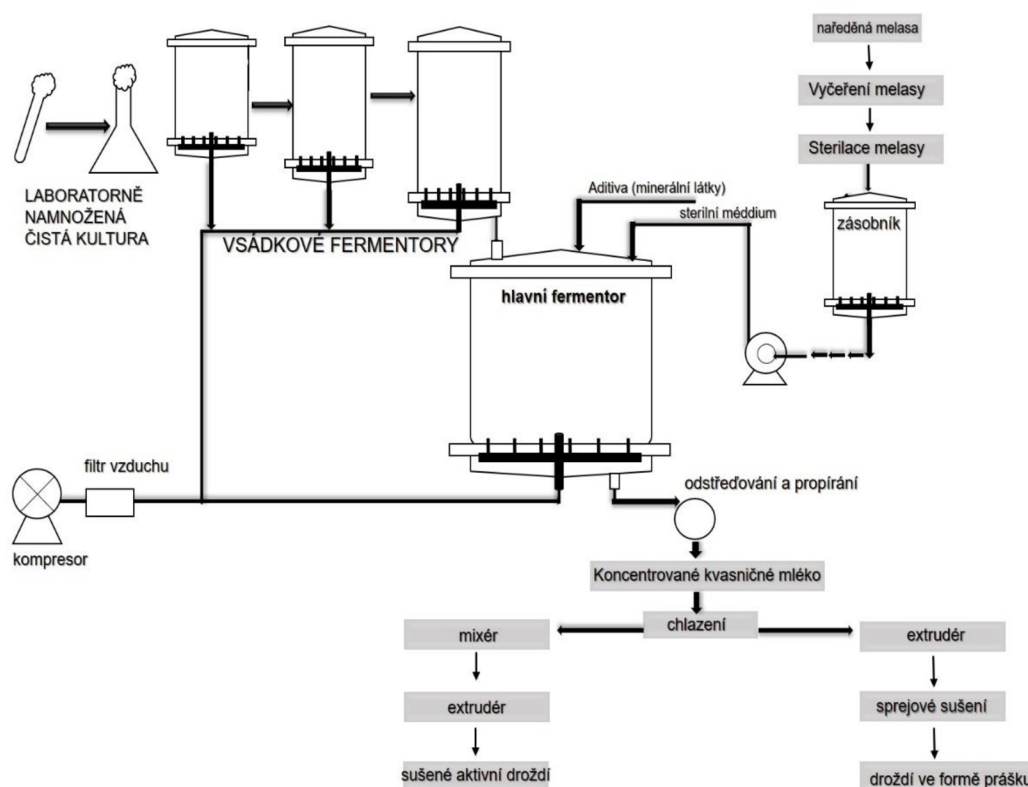 naředěná melasa
Vyčeření melasy
Sterilace melasy
zásobník
LABORATORNĚ
NAMNOŽENÁ
ČISTÁ KULTURA
VSÁDKOVÉ FERMENTORY
Aditiva (minerální látky)
sterilní méddium
hlavní fermentor
filtr vzduchu
kompresor
odstřeďování a propírání
Koncentrované kvasničné mléko
chlazení
mixér
extrudér
sušené aktivní droždí
extrudér
sprejové sušení
droždí ve formě prášku